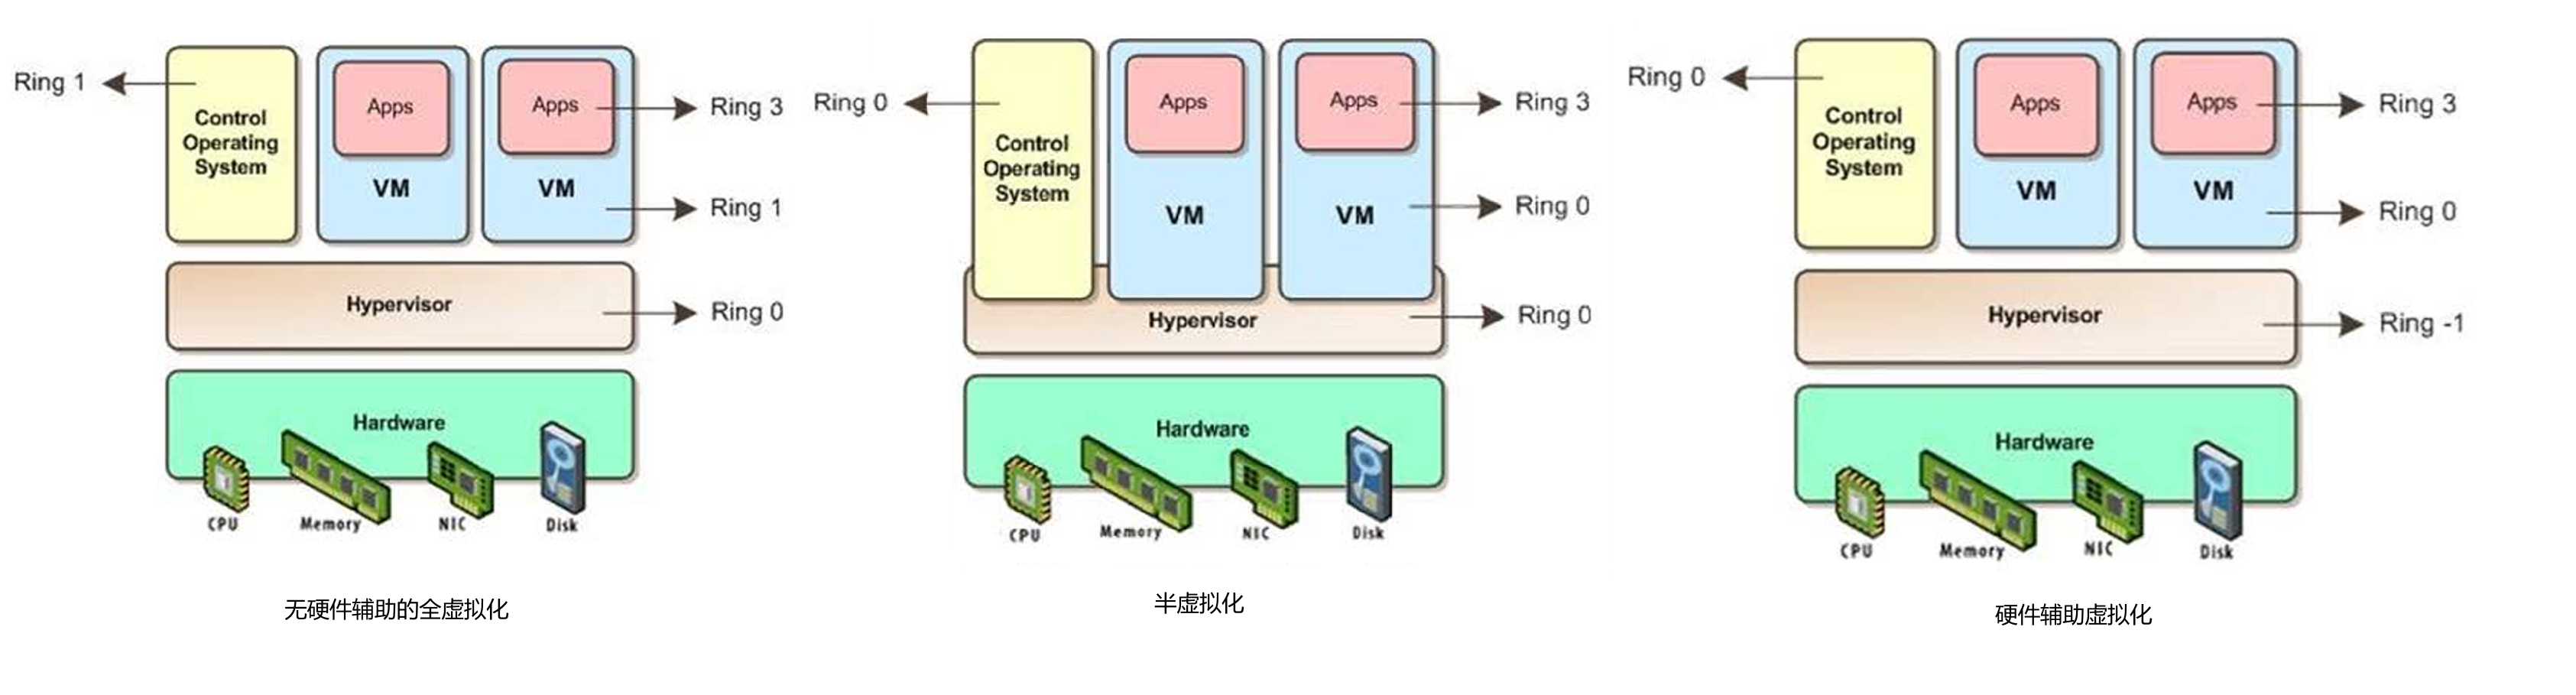 Ring 1
Control
Operating
System
Apps
VM
Apps
VM
Ring 3
Ring 1
Hypervisor
Ring 0
Hardware
CPU
Memory
NIC
Disk
无硬件辅助的全虚拟化
Ring 0
Control
Operating
System
Apps
VM
Apps
VM
Ring 3
Ring 0
Hypervisor
Ring 0
Hardware
CPU
Memory
NIC
Disk
半虚拟化
Ring 0
Control
Operating
System
Apps
VM
Apps
VM
Ring 3
Ring 0
Hypervisor
Ring -1
Hardware
CPU
Memory
NIC
Disk
硬件辅助虚拟化